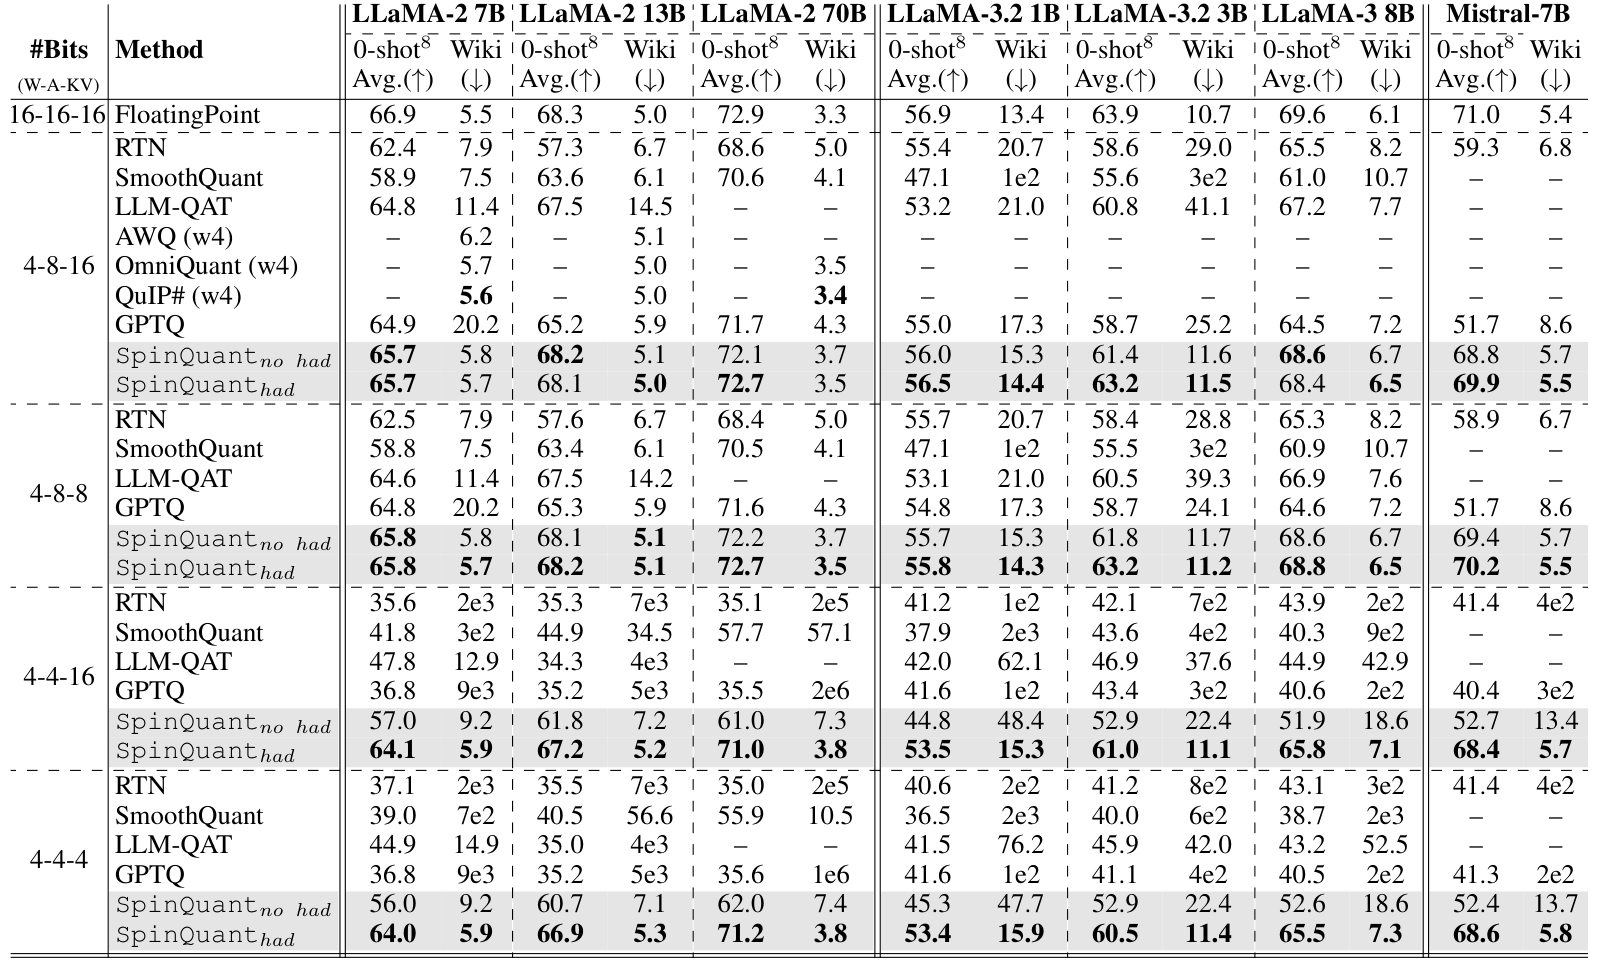 LLaMA-2 7B LLaMA-2 13B LLaMA-2 70B LLaMA-3.2 1B LLaMA-3.2 3B LLaMA-3 8B Mistral-7B
#Bits Method 0-shot⁸ Wiki 0-shot⁸ Wiki 0-shot⁸ Wiki 0-shot⁸ Wiki 0-shot⁸ Wiki 0-shot⁸ Wiki 0-shot⁸ Wiki
(W-A-KV) Avg.(↑) (↓) Avg.(↑) (↓) Avg.(↑) (↓) Avg.(↑) (↓) Avg.(↑) (↓) Avg.(↑) (↓) Avg.(↑) (↓)
16-16-16 FloatingPoint 66.9 5.5 68.3 5.0 72.9 3.3 56.9 13.4 63.9 10.7 69.6 6.1 71.0 5.4
RTN 62.4 7.9 57.3 6.7 68.6 5.0 55.4 20.7 58.6 29.0 65.5 8.2 59.3 6.8
SmoothQuant 58.9 7.5 63.6 6.1 70.6 4.1 47.1 1e2 55.6 3e2 61.0 10.7 – –
LLM-QAT 64.8 11.4 67.5 14.5 – – 53.2 21.0 60.8 41.1 67.2 7.7 – –
AWQ (w4) – 6.2 – 5.1 – – – – – – – – – –
4-8-16 OmniQuant (w4) – 5.7 – 5.0 – 3.5 – – – – – – – –
QuIP# (w4) – 5.6 – 5.0 – 3.4 – – – – – – – –
GPTQ 64.9 20.2 65.2 5.9 71.7 4.3 55.0 17.3 58.7 25.2 64.5 7.2 51.7 8.6
SpinQuant no had 65.7 5.8 68.2 5.1 72.1 3.7 56.0 15.3 61.4 11.6 68.6 6.7 68.8 5.7
SpinQuant had 65.7 5.7 68.1 5.0 72.7 3.5 56.5 14.4 63.2 11.5 68.4 6.5 69.9 5.5
RTN 62.5 7.9 57.6 6.7 68.4 5.0 55.7 20.7 58.4 28.8 65.3 8.2 58.9 6.7
SmoothQuant 58.8 7.5 63.4 6.1 70.5 4.1 47.1 1e2 55.5 3e2 60.9 10.7 – –
LLM-QAT 64.6 11.4 67.5 14.2 – – 53.1 21.0 60.5 39.3 66.9 7.6 – –
4-8-8 GPTQ 64.8 20.2 65.3 5.9 71.6 4.3 54.8 17.3 58.7 24.1 64.6 7.2 51.7 8.6
SpinQuant no had 65.8 5.8 68.1 5.1 72.2 3.7 55.7 15.3 61.8 11.7 68.6 6.7 69.4 5.7
SpinQuant had 65.8 5.7 68.2 5.1 72.7 3.5 55.8 14.3 63.2 11.2 68.8 6.5 70.2 5.5
RTN 35.6 2e3 35.3 7e3 35.1 2e5 41.2 1e2 42.1 7e2 43.9 2e2 41.4 4e2
SmoothQuant 41.8 3e2 44.9 34.5 57.7 57.1 37.9 2e3 43.6 4e2 40.3 9e2 – –
LLM-QAT 47.8 12.9 34.3 4e3 – – 42.0 62.1 46.9 37.6 44.9 42.9 – –
4-4-16 GPTQ 36.8 9e3 35.2 5e3 35.5 2e6 41.6 1e2 43.4 3e2 40.6 2e2 40.4 3e2
SpinQuant no had 57.0 9.2 61.8 7.2 61.0 7.3 44.8 48.4 52.9 22.4 51.9 18.6 52.7 13.4
SpinQuant had 64.1 5.9 67.2 5.2 71.0 3.8 53.5 15.3 61.0 11.1 65.8 7.1 68.4 5.7
RTN 37.1 2e3 35.5 7e3 35.0 2e5 40.6 2e2 41.2 8e2 43.1 3e2 41.4 4e2
SmoothQuant 39.0 7e2 40.5 56.6 55.9 10.5 36.5 2e3 40.0 6e2 38.7 2e3 – –
LLM-QAT 44.9 14.9 35.0 4e3 – – 41.5 76.2 45.9 42.0 43.2 52.5 – –
4-4-4 GPTQ 36.8 9e3 35.2 5e3 35.6 1e6 41.6 1e2 41.1 4e2 40.5 2e2 41.3 2e2
SpinQuant no had 56.0 9.2 60.7 7.1 62.0 7.4 45.3 47.7 52.9 22.4 52.6 18.6 52.4 13.7
SpinQuant had 64.0 5.9 66.9 5.3 71.2 3.8 53.4 15.9 60.5 11.4 65.5 7.3 68.6 5.8